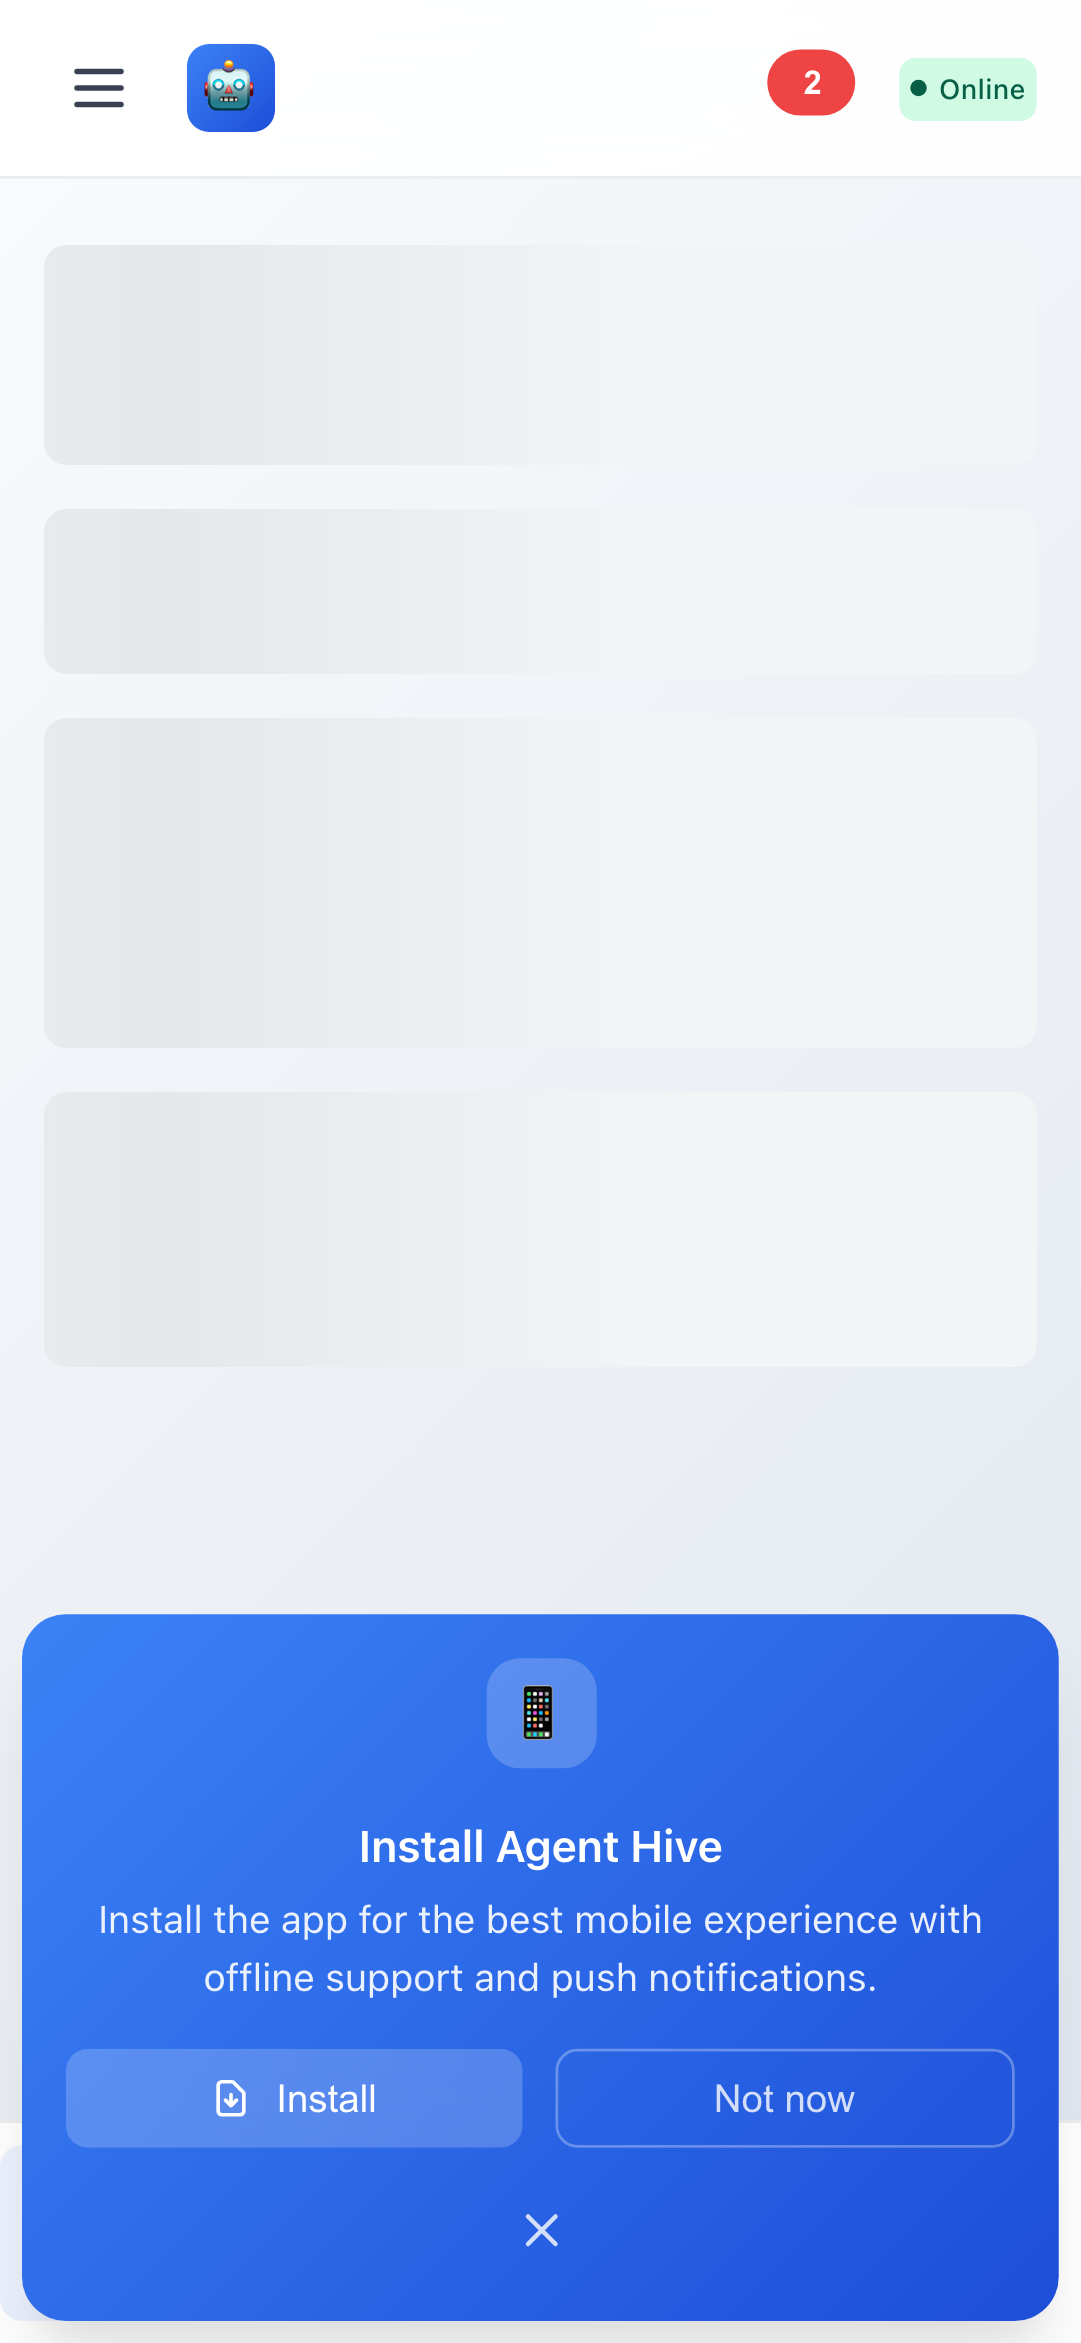 2
Online
Install Agent Hive
Install the app for the best mobile experience with
offline support and push notifications.
Install
Not now